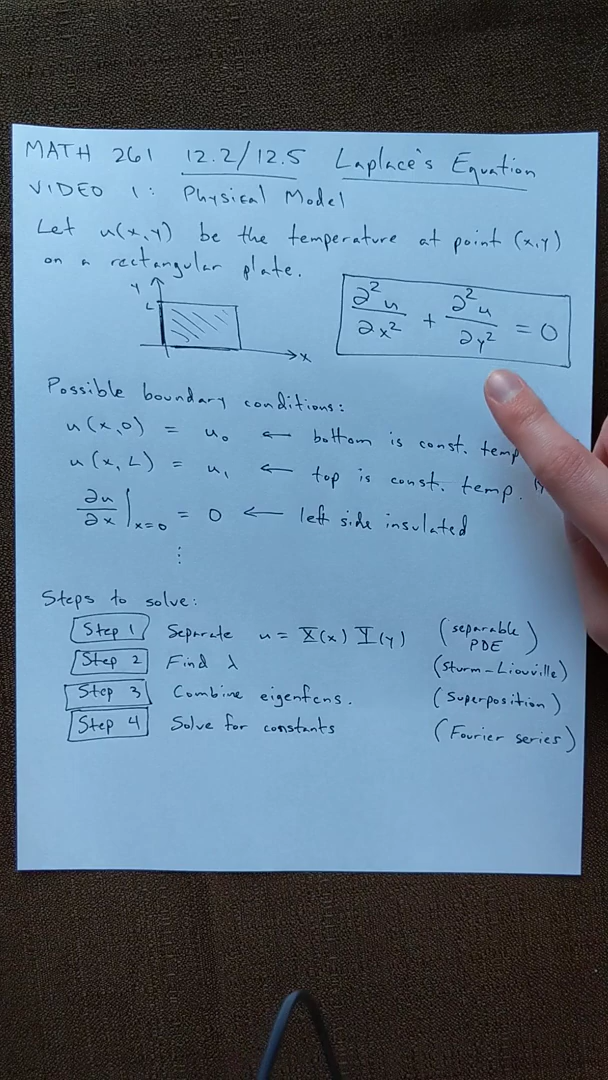 MATH 261 12.2/12.5 Laplace's Equation
VIDEO 1: Physical Model
Let u(x,y) be the temperature at point (x,y)
on a rectangular plate.
y
L
x
∂²u/∂x² + ∂²u/∂y² = 0
Possible boundary conditions:
u(x,0) = u₀ ← bottom is const. temp
u(x,L) = u₁ ← top is const. temp.
∂u/∂x |ₓ₌₀ = 0 ← left side insulated
⋮
Steps to solve:
Step 1 Separate u = X(x) Y(y) (separable PDE)
Step 2 Find λ (Sturm-Liouville)
Step 3 Combine eigenfcns. (Superposition)
Step 4 Solve for constants (Fourier series)